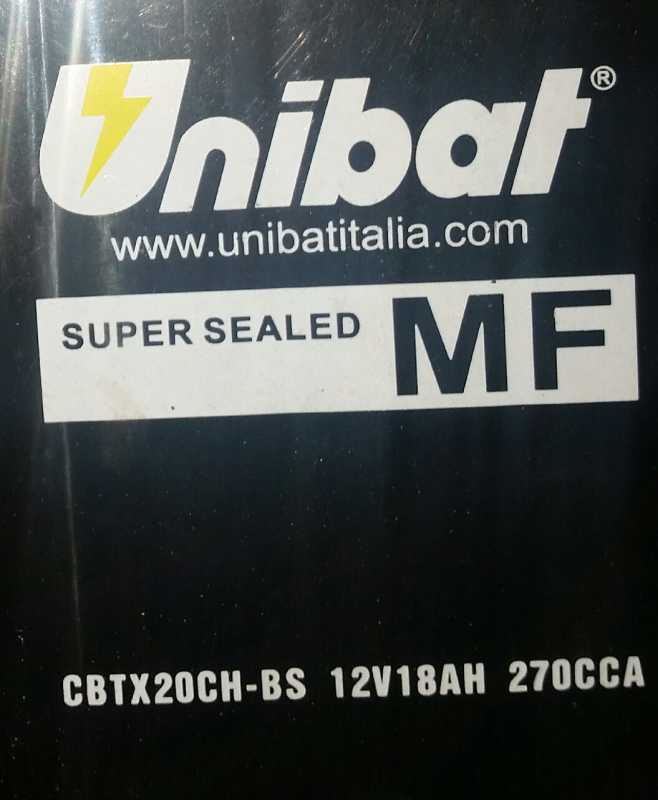 Unibat®
www.unibatitalia.com
SUPER SEALED MF
CBTX20CH-BS 12V18AH 270CCA